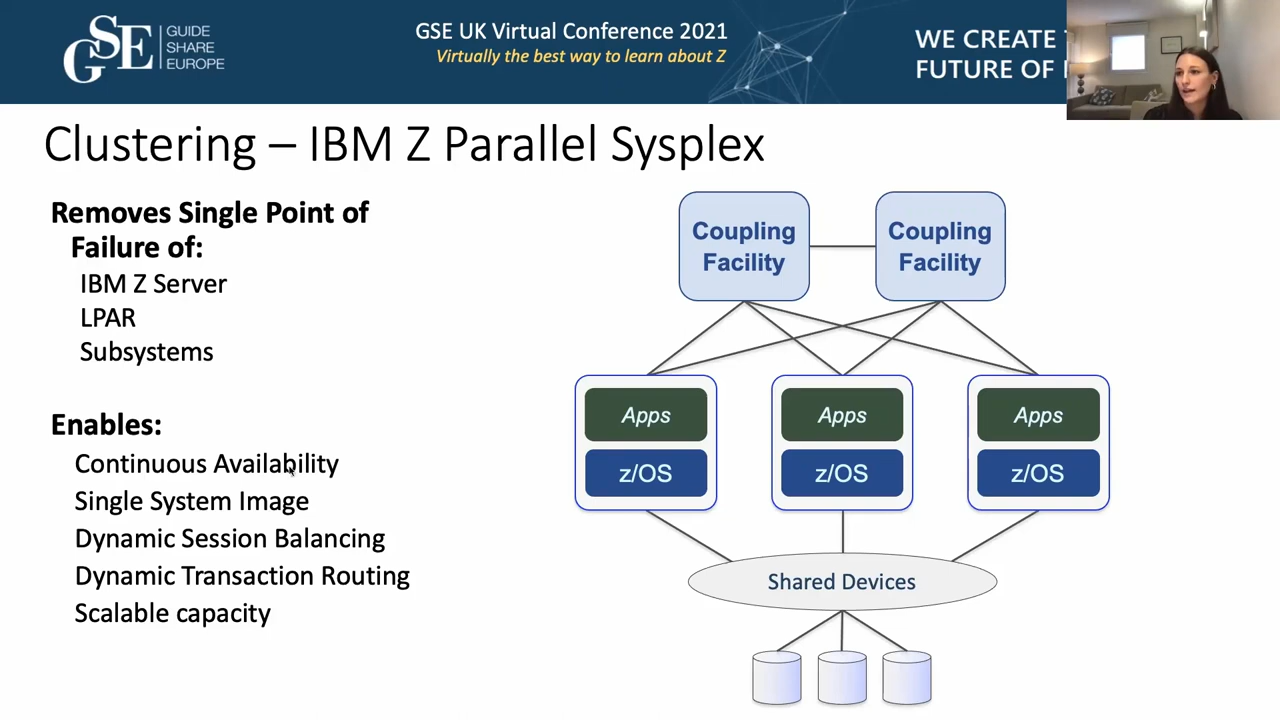 GSE
GUIDE
SHARE
EUROPE
GSE UK Virtual Conference 2021
Virtually the best way to learn about Z
WE CREATE
FUTURE OF
Clustering – IBM Z Parallel Sysplex
Removes Single Point of
Failure of:
IBM Z Server
LPAR
Subsystems
Enables:
Continuous Availability
Single System Image
Dynamic Session Balancing
Dynamic Transaction Routing
Scalable capacity
Coupling
Facility
Coupling
Facility
Apps
Apps
Apps
z/OS
z/OS
z/OS
Shared Devices